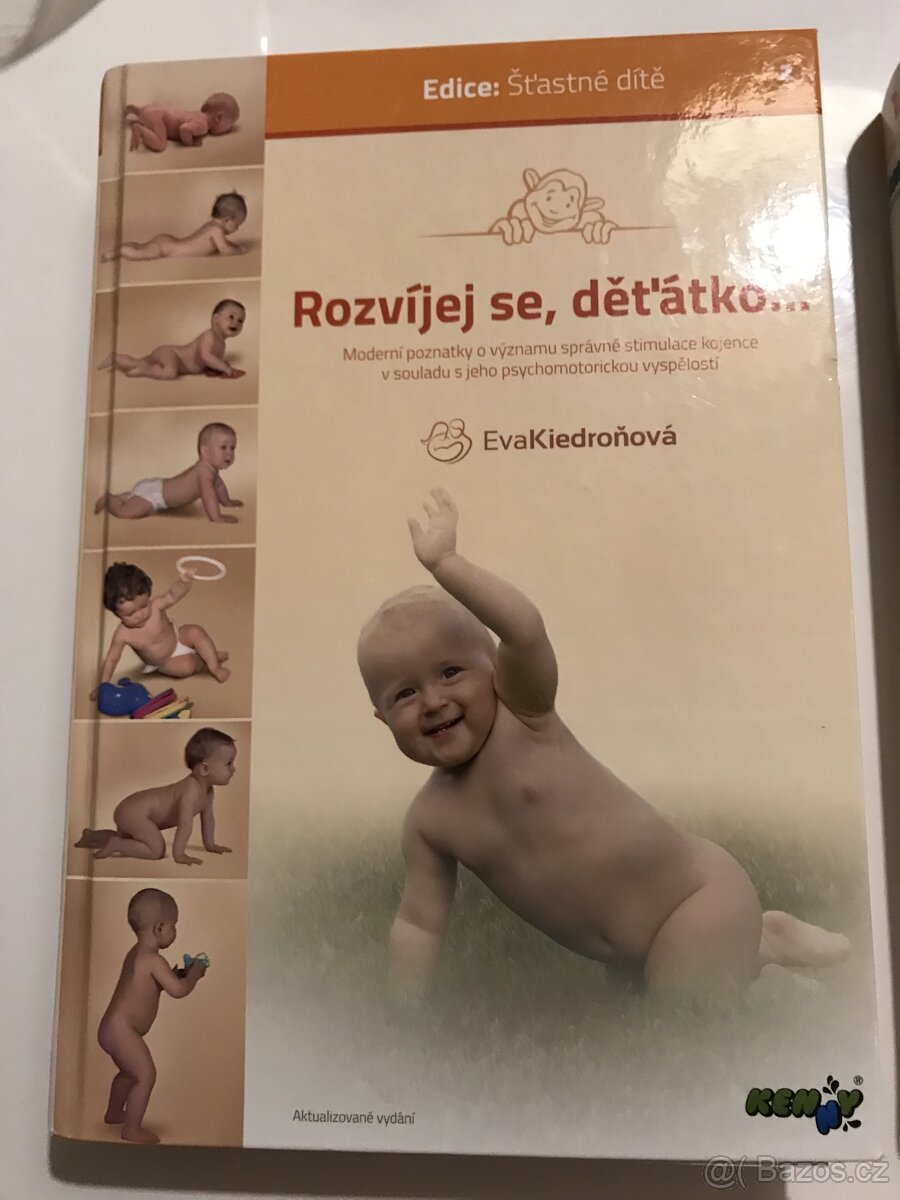 Edice: Šťastné dítě
Rozvíjej se, děťátko...
Moderní poznatky o významu správné stimulace kojence
v souladu s jeho psychomotorickou vyspělostí
EvaKiedroňová
KENNY®
Aktualizované vydání
@( Bazos.cz